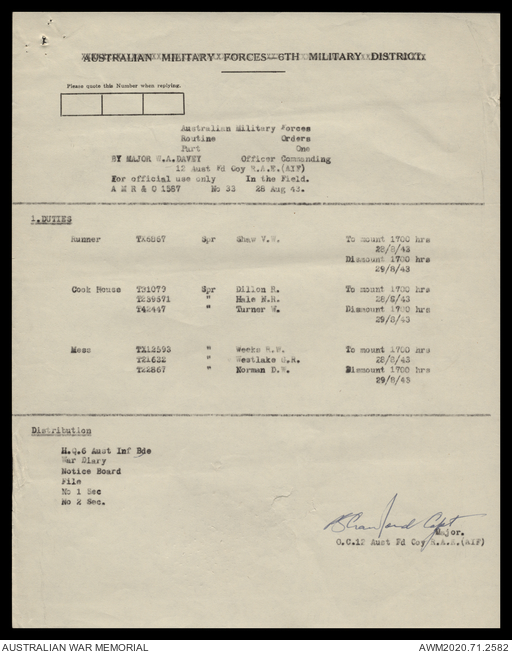 AUSTRALIAN MILITARY FORCES—6TH MILITARY DISTRICT.
Please quote this Number when replying.
Australian Military Forces
Routine Orders
Part One
BY MAJOR W.A.DAVEY Officer Commanding
12 Aust Fd Coy R.A.E.(AIF)
For official use only In the Field.
A M R & O 1587 No 33 28 Aug 43.
1.DUTIES
Runner TX6867 Spr Shaw V.W. To mount 1700 hrs
28/8/43
Dismount 1700 hrs
29/8/43
Cook House T31079 Spr Dillon R. To mount 1700 hrs
T239571 " Hale N.R. 28/8/43
T42447 " Turner W. Dismount 1700 hrs
29/8/43
Mess TX12593 " Weeks R.W. To mount 1700 hrs
T21632 " Westlake G.R. 28/8/43
T22867 " Norman D.W. Dismount 1700 hrs
29/8/43
Distribution
H.Q.6 Aust Inf Bde
War Diary
Notice Board
File
No 1 Sec
No 2 Sec.
Capt
Major.
O.C.12 Aust Fd Coy R.A.E.(AIF)
AUSTRALIAN WAR MEMORIAL AWM2020.71.2582